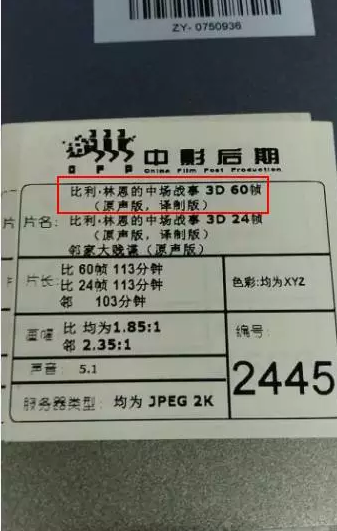 ZY- 0750936
中影后期
China Film Post Production
比利·林恩的中场战事 3D 60帧
（原声版，译制版）
片 片名： 比利·林恩的中场战事 3D 24帧
（原声版，译制版）
邻家大贱谍（原声版）
片长 比 60帧 113分钟
比 24帧 113分钟
邻 103分钟
色彩:均为XYZ
画幅 比 均为1.85:1
邻 2.35:1
编号:
2445
声音 5.1
服务器类型: 均为 JPEG 2K